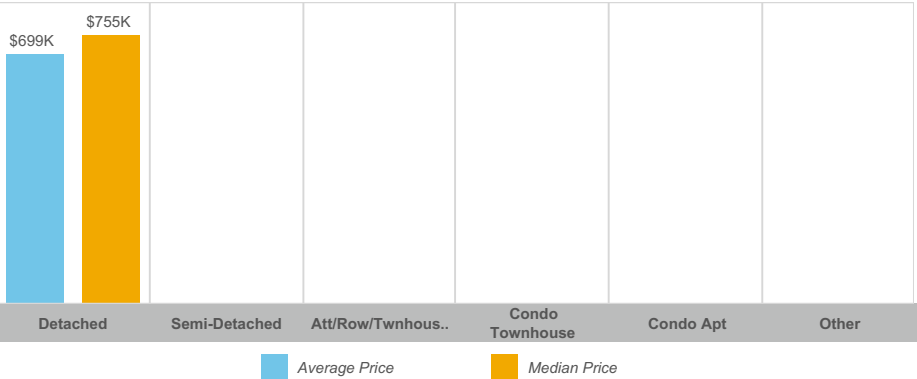 $699K
$755K
Detached
Semi-Detached
Att/Row/Twnhous..
Condo
Townhouse
Condo Apt
Other
Average Price
Median Price